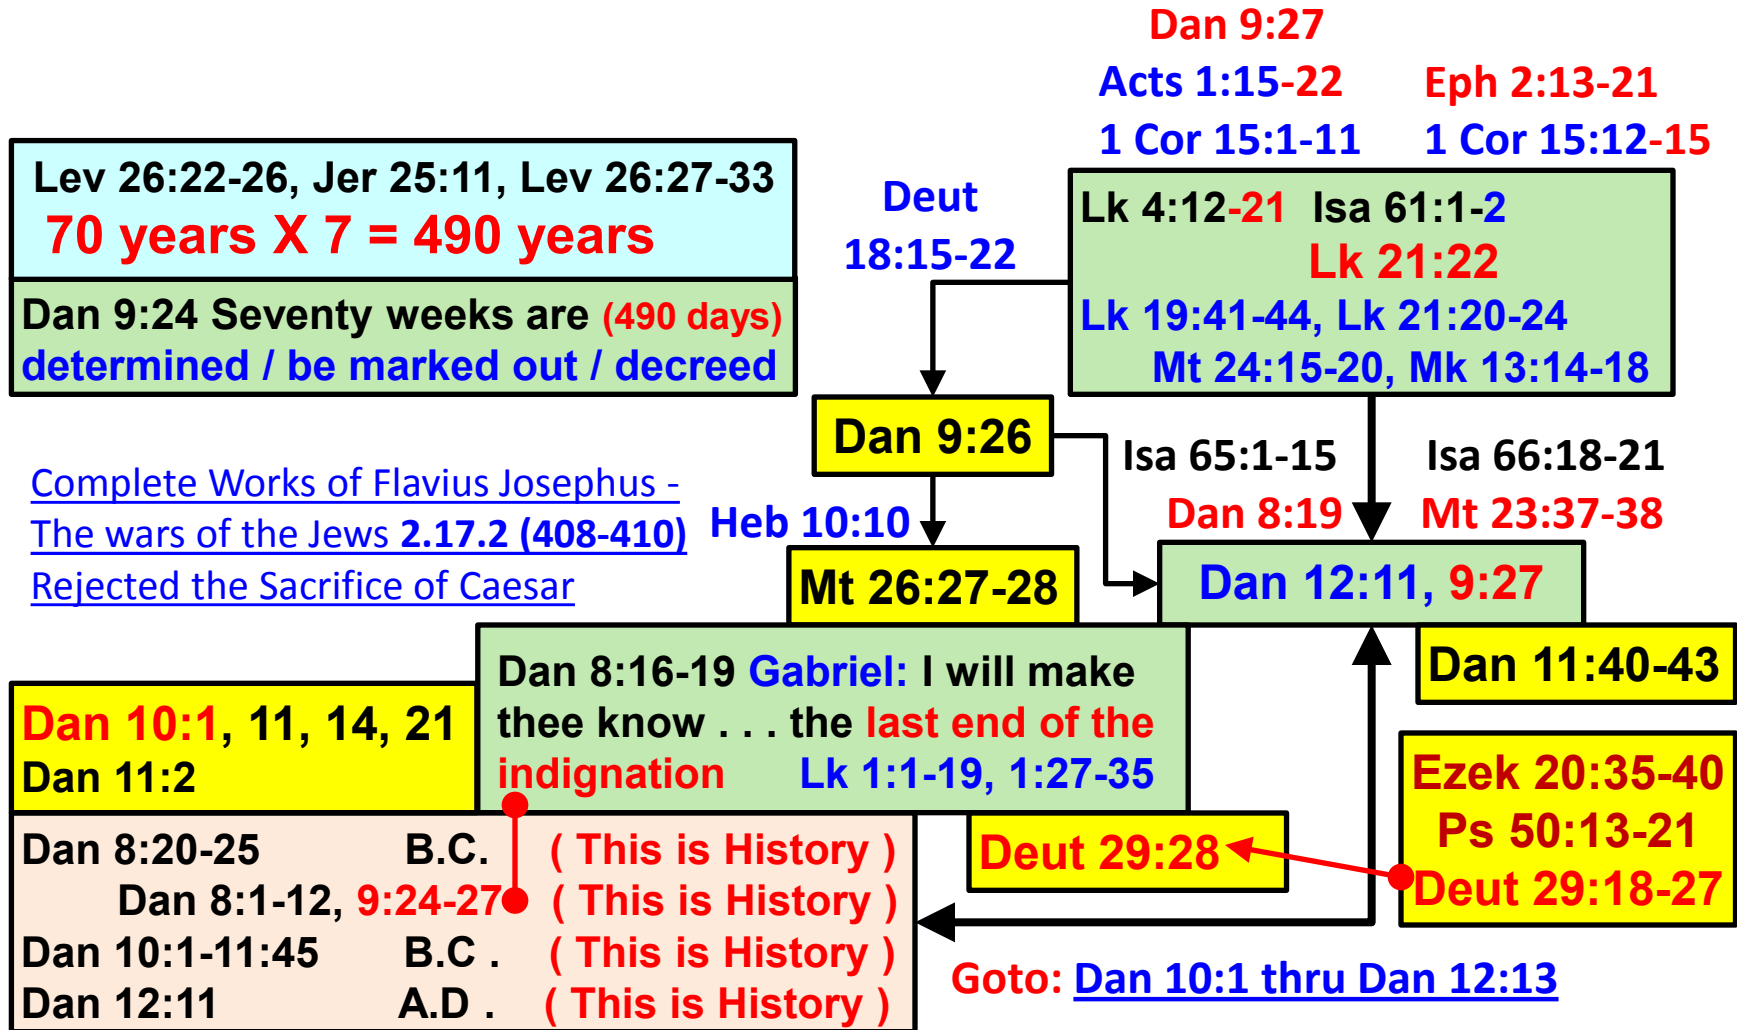 Dan 9:27
Acts 1:15-22
Eph 2:13-21
1 Cor 15:1-11
1 Cor 15:12-15
Lev 26:22-26, Jer 25:11, Lev 26:27-33
70 years X 7 = 490 years
Dan 9:24 Seventy weeks are (490 days)
determined / be marked out / decreed
Deut
18:15-22
Lk 4:12-21 Isa 61:1-2
Lk 21:22
Lk 19:41-44, Lk 21:20-24
Mt 24:15-20, Mk 13:14-18
Dan 9:26
Isa 65:1-15
Isa 66:18-21
Dan 8:19
Mt 23:37-38
Complete Works of Flavius Josephus -
The wars of the Jews 2.17.2 (408-410)
Rejected the Sacrifice of Caesar
Heb 10:10
Mt 26:27-28
Dan 12:11, 9:27
Dan 11:40-43
Dan 8:16-19 Gabriel: I will make
thee know . . . the last end of the
indignation Lk 1:1-19, 1:27-35
Dan 10:1, 11, 14, 21
Dan 11:2
Ezek 20:35-40
Ps 50:13-21
Deut 29:18-27
Deut 29:28
Dan 8:20-25 B.C. ( This is History )
Dan 8:1-12, 9:24-27 ( This is History )
Dan 10:1-11:45 B.C . ( This is History )
Dan 12:11 A.D . ( This is History )
Goto: Dan 10:1 thru Dan 12:13